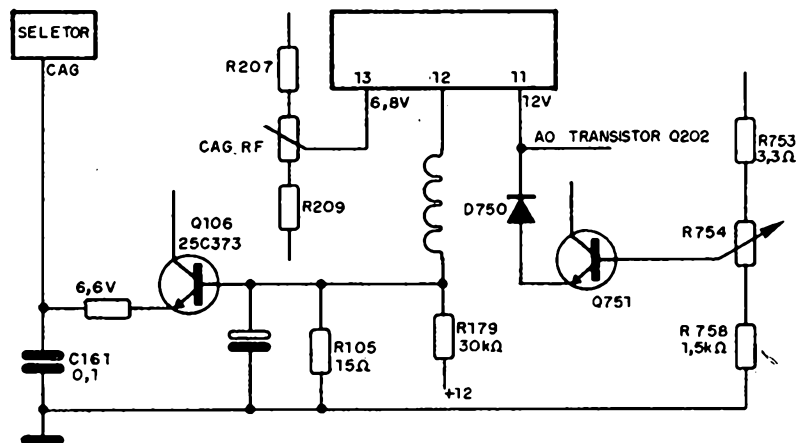 SELETOR
CAG
R207
13
12
11
6,8V
12V
AO TRANSISTOR Q202
CAG. RF
R753
3,3Ω
R209
D750
R754
Q106
25C373
6,6V
Q751
C161
0,1
R105
15Ω
R179
30kΩ
+12
R758
1,5kΩ